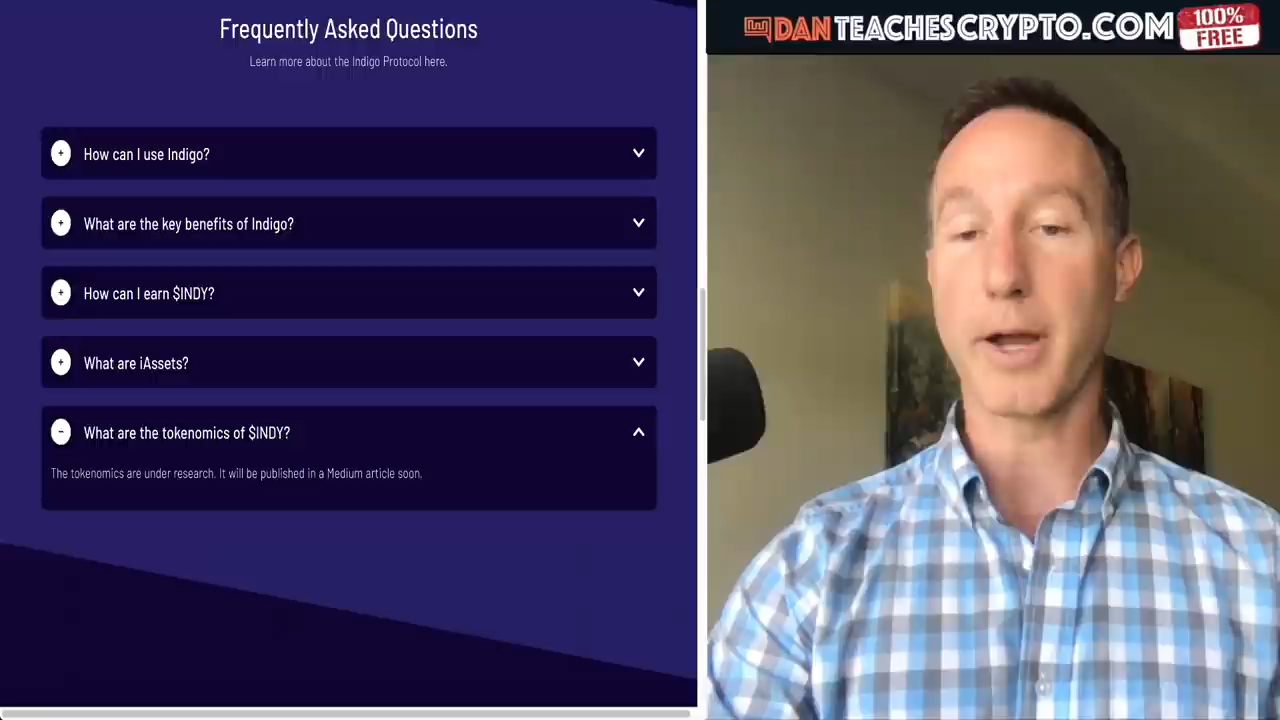 Frequently Asked Questions
Learn more about the Indigo Protocol here.
How can I use Indigo?
What are the key benefits of Indigo?
How can I earn $INDY?
What are iAssets?
What are the tokenomics of $INDY?
The tokenomics are under research. It will be published in a Medium article soon.
DANTEACHESCRYPTO.COM
100%
FREE